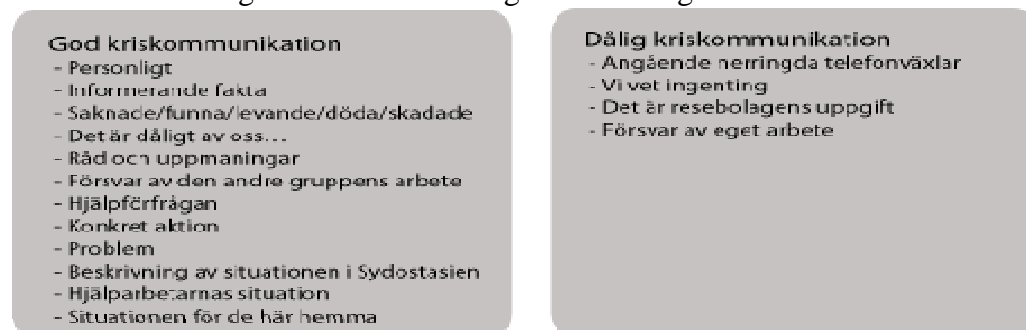 God kriskommunikation
- Personligt
- Informerande fakta
- Saknade/funna/levande/döda/skadade
- Det är dåligt av oss...
- Råd och uppmaningar
- Försvar av den andre gruppens arbete
- Hjälpförfrågan
- Konkret aktion
- Problem
- Beskrivning av situationen i Sydostasien
- Hjälparbetarnas situation
- Situationen för de här hemma
Dålig kriskommunikation
- Angående nerringda telefonväxlar
- Vi vet ingenting
- Det är resebolagens uppgift
- Försvar av eget arbete